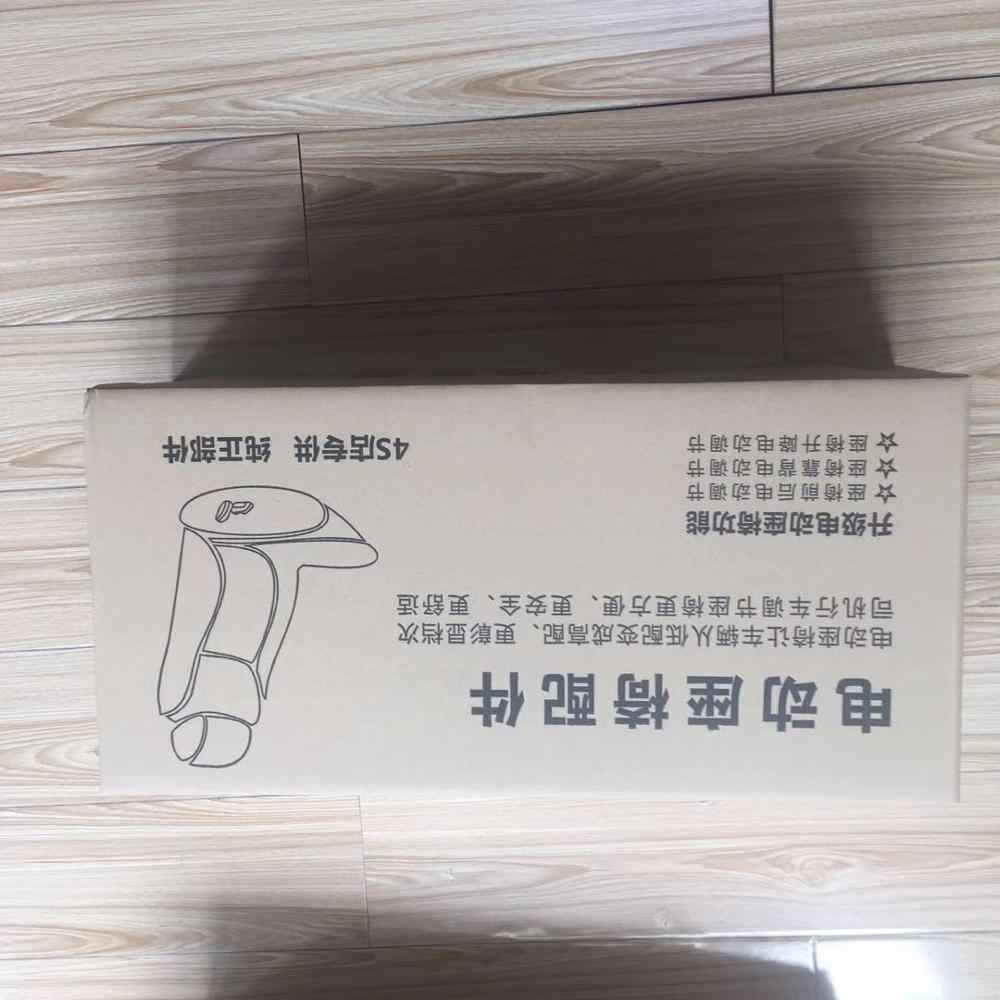 电动座椅配件
电动座椅让车辆从低配变成高配、更彰显档次
司机行车调节座椅更方便、更安全、更舒适
升级电动座椅功能
☆座椅前后电动调节
☆座椅靠背电动调节
☆座椅升降电动调节
4S店专供 纯正部件